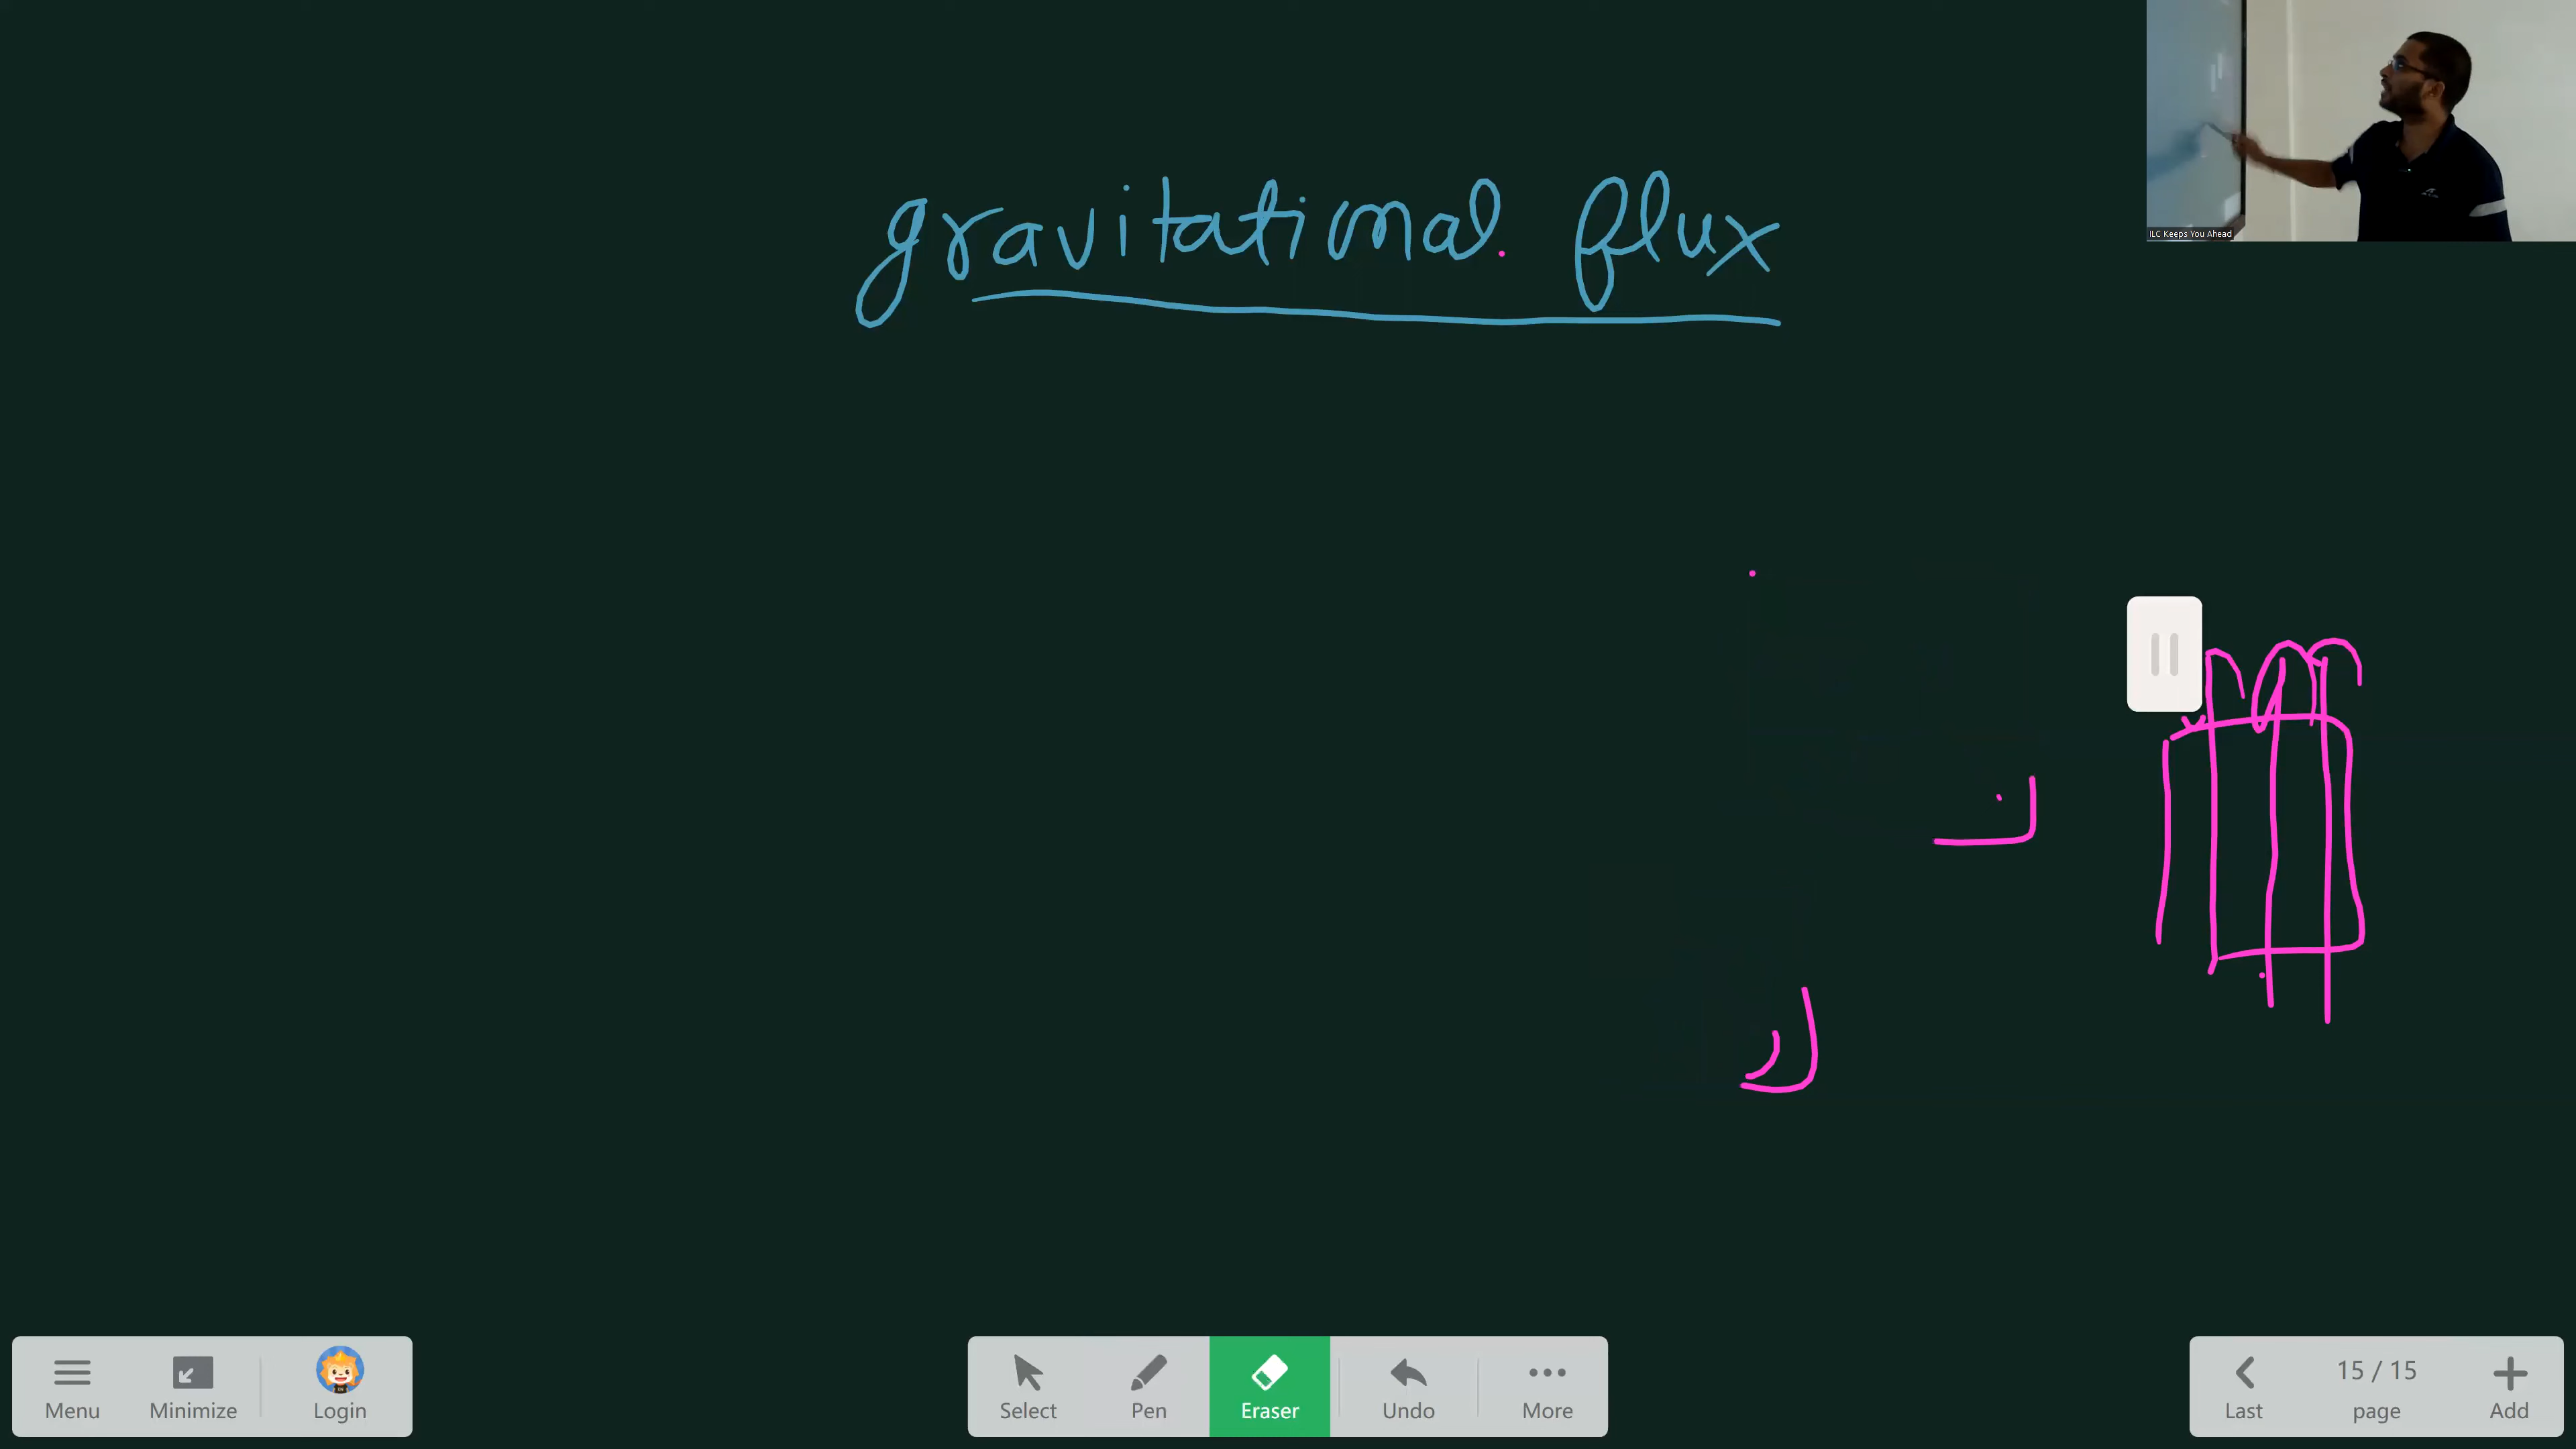 ILC Keeps You Ahead
gravitational flux
Menu
Minimize
Login
Select
Pen
Eraser
Undo
More
Last
15 / 15
page
Add